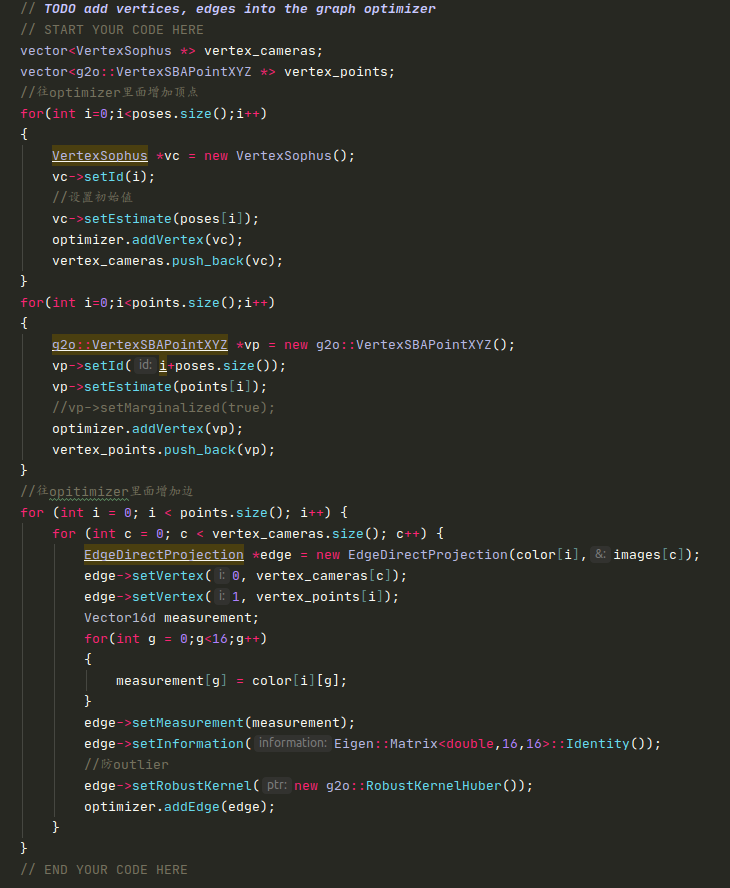 // TODO add vertices, edges into the graph optimizer
// START YOUR CODE HERE
vector<VertexSophus *> vertex_cameras;
vector<g2o::VertexSBAPointXYZ *> vertex_points;
//往optimizer里面增加顶点
for(int i=0;i<poses.size();i++)
{
    VertexSophus *vc = new VertexSophus();
    vc->setId(i);
    //设置初始值
    vc->setEstimate(poses[i]);
    optimizer.addVertex(vc);
    vertex_cameras.push_back(vc);
}
for(int i=0;i<points.size();i++)
{
    g2o::VertexSBAPointXYZ *vp = new g2o::VertexSBAPointXYZ();
    vp->setId( id: i+poses.size());
    vp->setEstimate(points[i]);
    //vp->setMarginalized(true);
    optimizer.addVertex(vp);
    vertex_points.push_back(vp);
}
//往opitimizer里面增加边
for (int i = 0; i < points.size(); i++) {
    for (int c = 0; c < vertex_cameras.size(); c++) {
        EdgeDirectProjection *edge = new EdgeDirectProjection(color[i], &: images[c]);
        edge->setVertex( i: 0, vertex_cameras[c]);
        edge->setVertex( i: 1, vertex_points[i]);
        Vector16d measurement;
        for(int g = 0;g<16;g++)
        {
            measurement[g] = color[i][g];
        }
        edge->setMeasurement(measurement);
        edge->setInformation( information: Eigen::Matrix<double,16,16>::Identity());
        //防outlier
        edge->setRobustKernel( ptr: new g2o::RobustKernelHuber());
        optimizer.addEdge(edge);
    }
}
// END YOUR CODE HERE